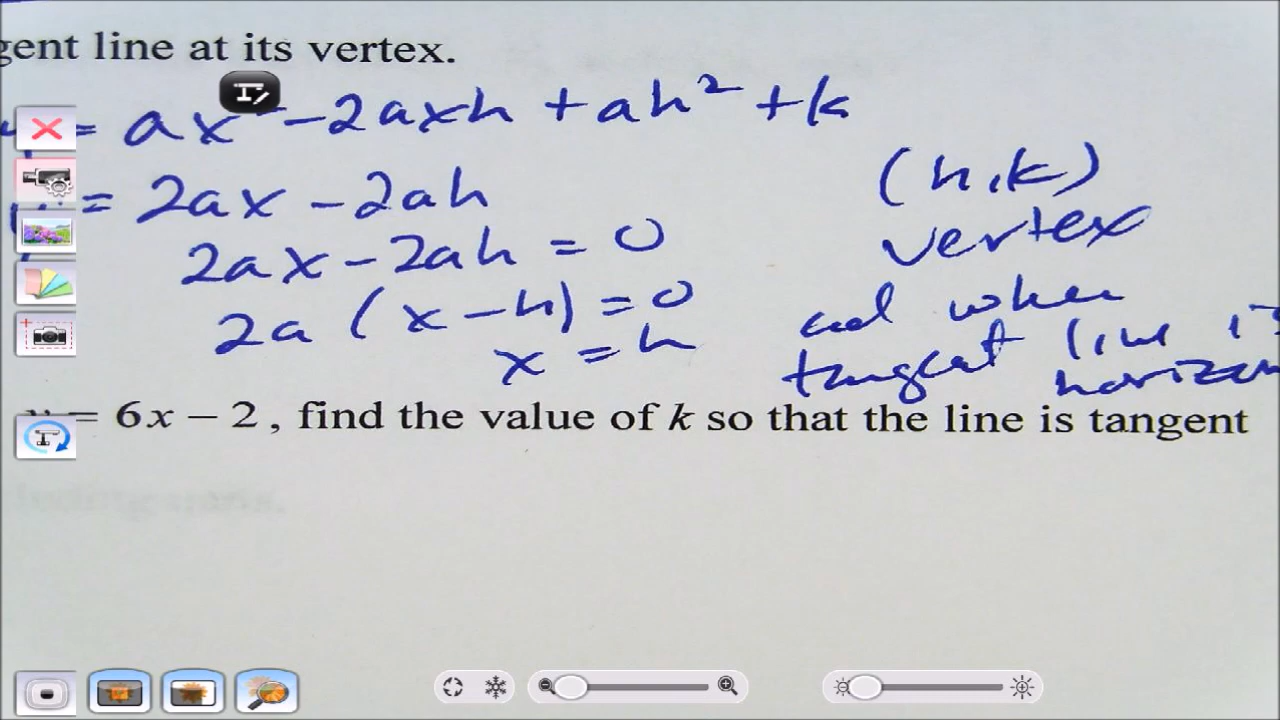 gent line at its vertex.
= ax² - 2axh + ah² + k
= 2ax - 2ah
2ax - 2ah = 0
2a (x - h) = 0
x = h
(h, k)
vertex
and when
tangent line is
horizon
= 6x − 2, find the value of k so that the line is tangent